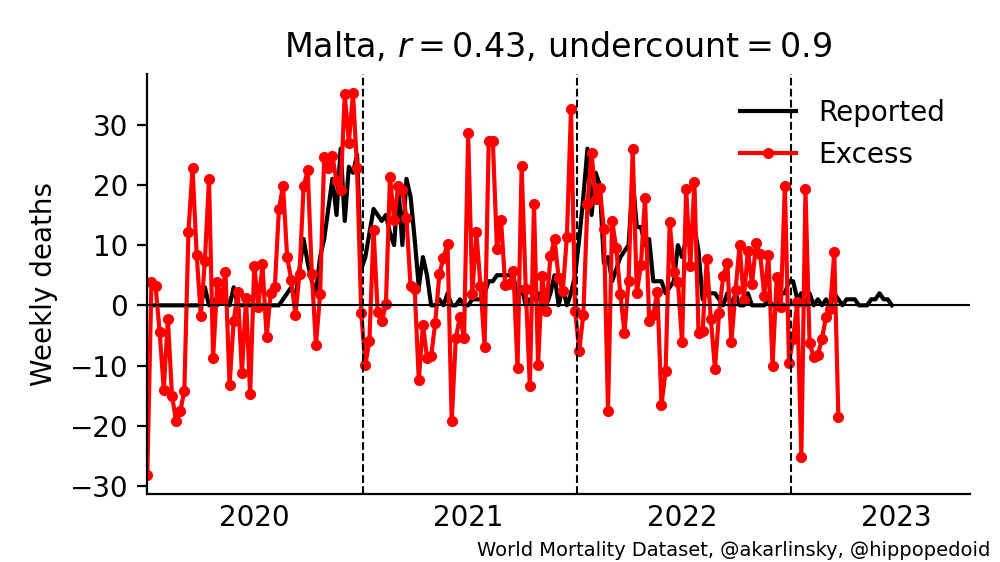 Malta, r = 0.43, undercount = 0.9
Weekly deaths
30
20
10
0
−10
−20
−30
Reported
Excess
2020 2021 2022 2023
World Mortality Dataset, @akarlinsky, @hippopedoid